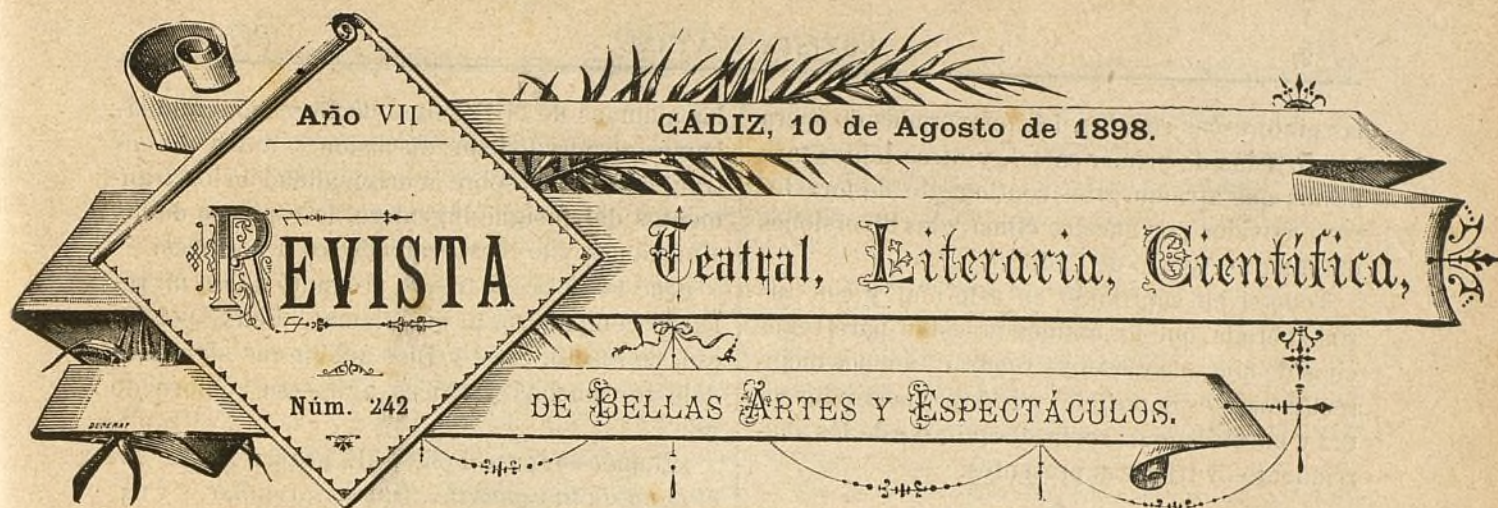 Año VII
CÁDIZ, 10 de Agosto de 1898.
REVISTA
Teatral, Literaria, Científica,
Núm. 242
DE BELLAS ARTES Y ESPECTÁCULOS.